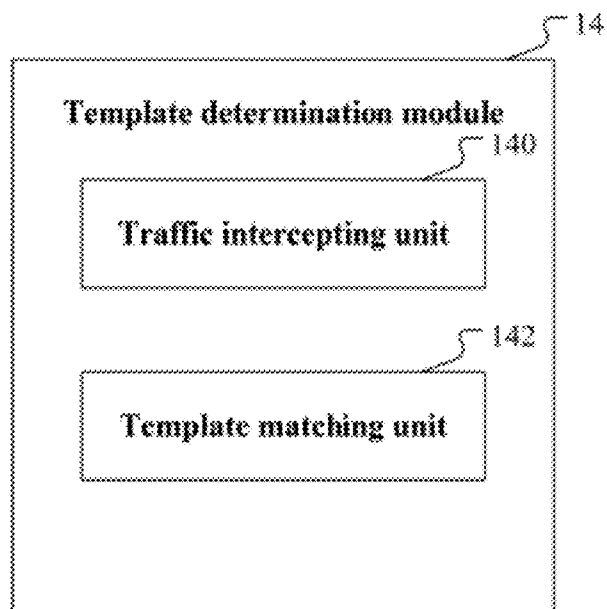 14
Template determination module
140
Traffic intercepting unit
142
Template matching unit